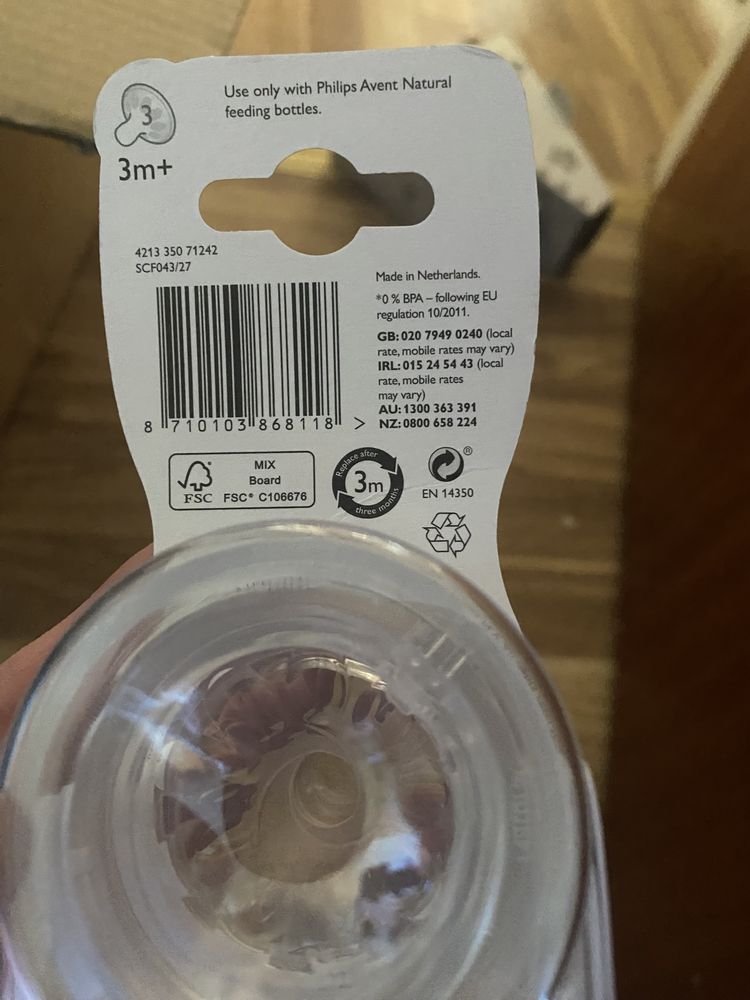 3
3m+
Use only with Philips Avent Natural
feeding bottles.
4213 350 71242
SCF043/27
8 710103 868118 >
Made in Netherlands.
*0 % BPA – following EU
regulation 10/2011.
GB: 020 7949 0240 (local
rate, mobile rates may vary)
IRL: 015 24 54 43 (local
rate, mobile rates
may vary)
AU: 1300 363 391
NZ: 0800 658 224
FSC
MIX
Board
FSC® C106676
Replace after
3m
three months
®
EN 14350